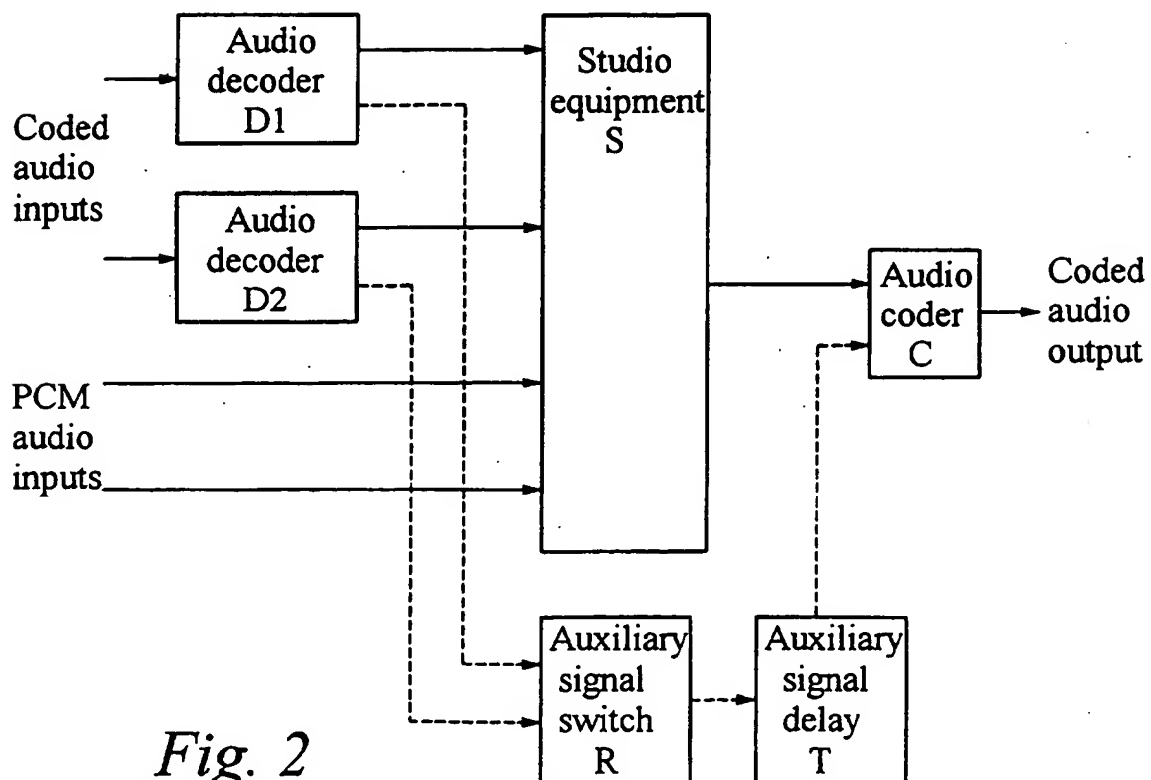 Coded
audio
inputs
Audio
decoder
D1
Audio
decoder
D2
PCM
audio
inputs
Studio
equipment
S
Audio
coder
C
Coded
audio
output
Auxiliary
signal
switch
R
Auxiliary
signal
delay
T
Fig. 2